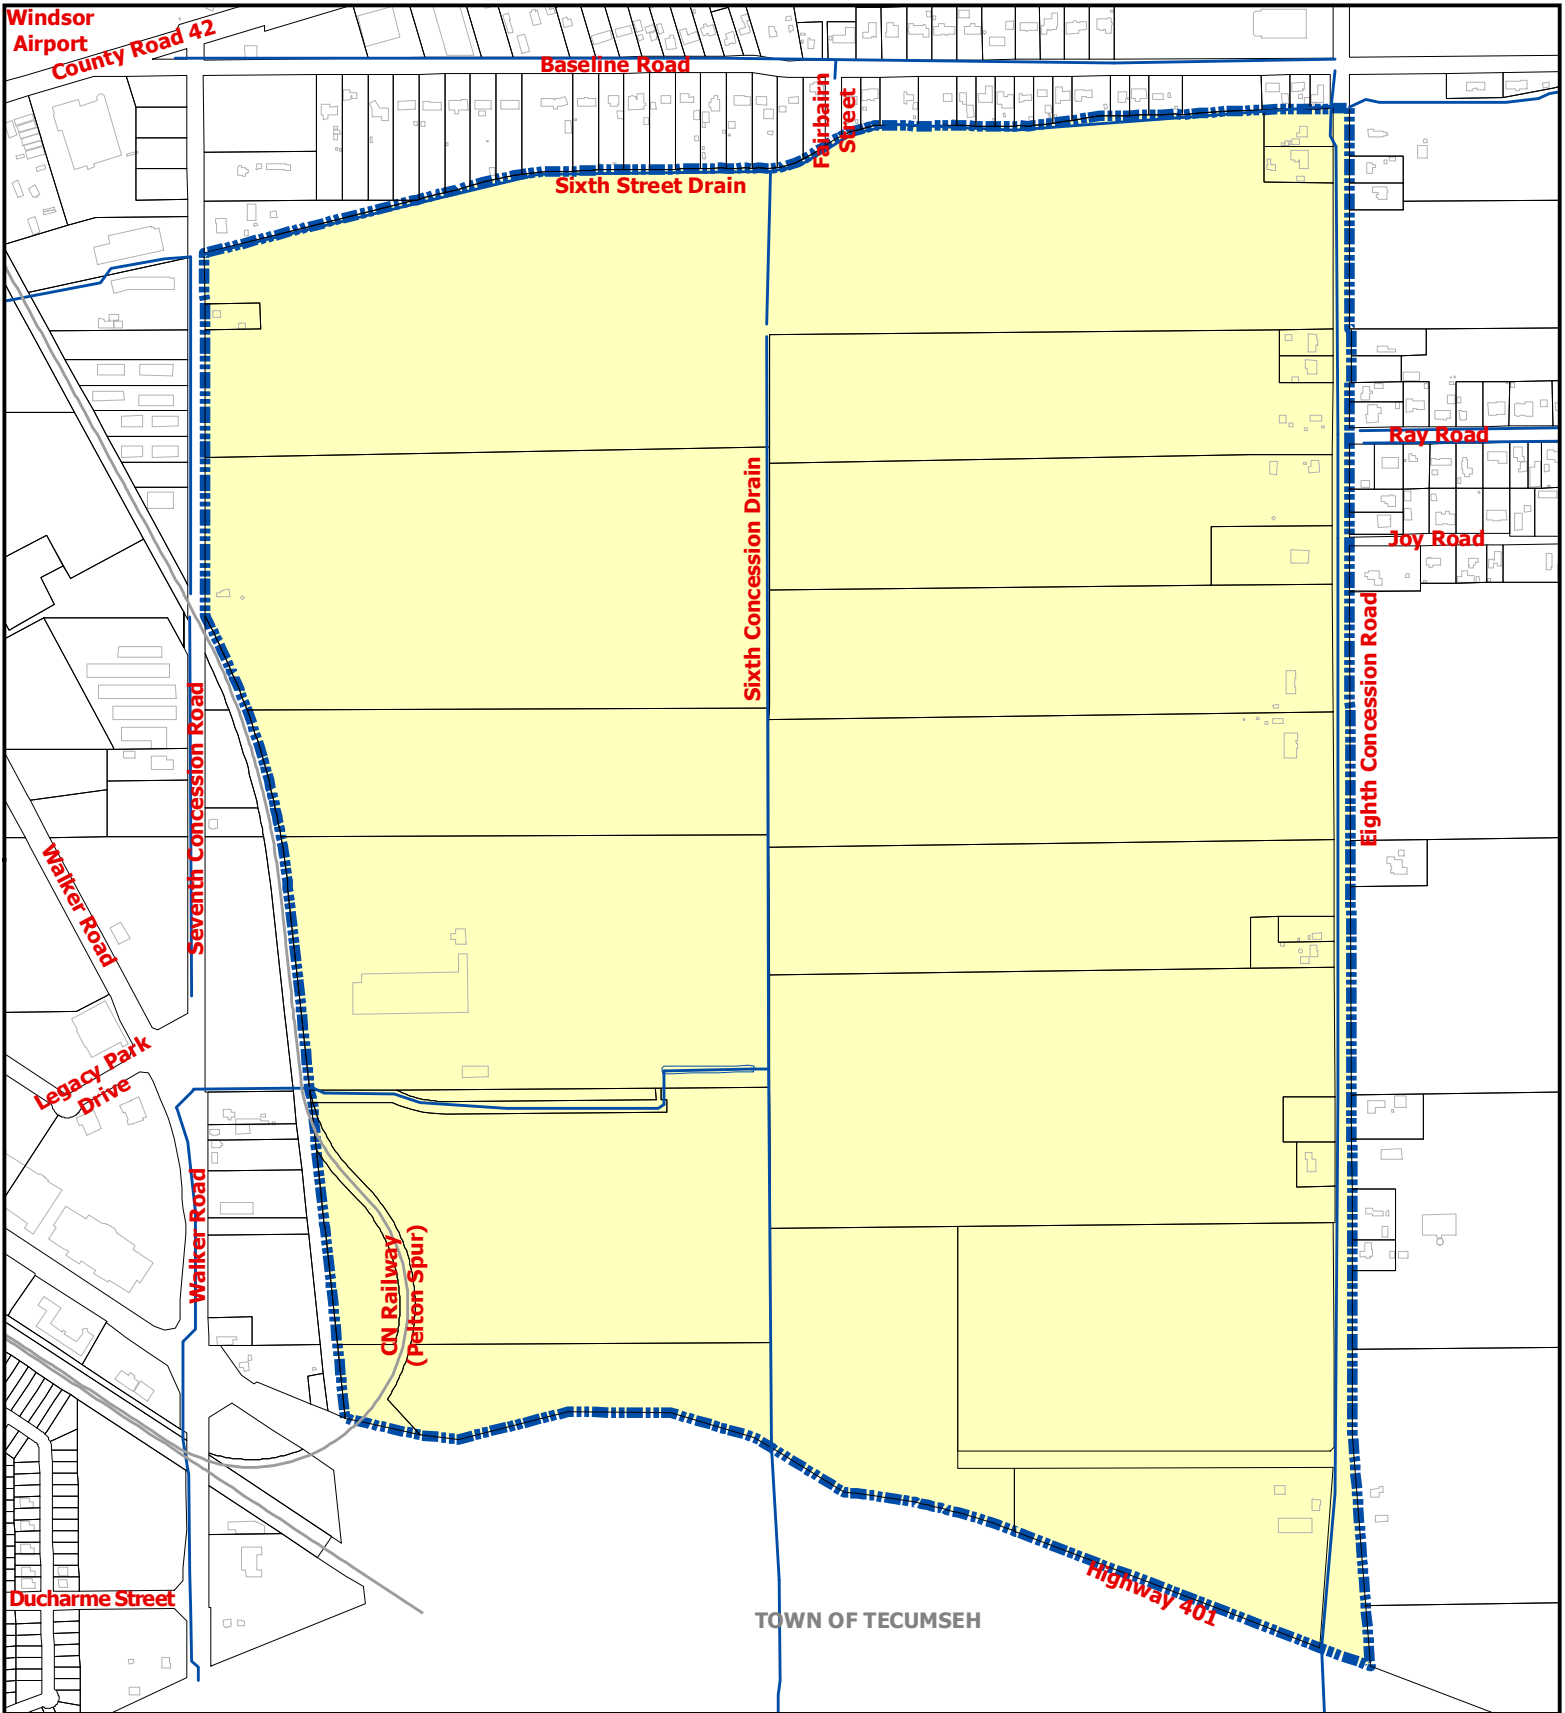 Windsor
Airport
County Road 42
Baseline Road
Fairbairn
Street
Sixth Street Drain
Ray Road
Sixth Concession Drain
Joy Road
Eighth Concession Road
Seventh Concession Road
Walker Road
Legacy Park
Drive
Walker Road
CN Railway
(Pelton Spur)
Highway 401
Ducharme Street
TOWN OF TECUMSEH